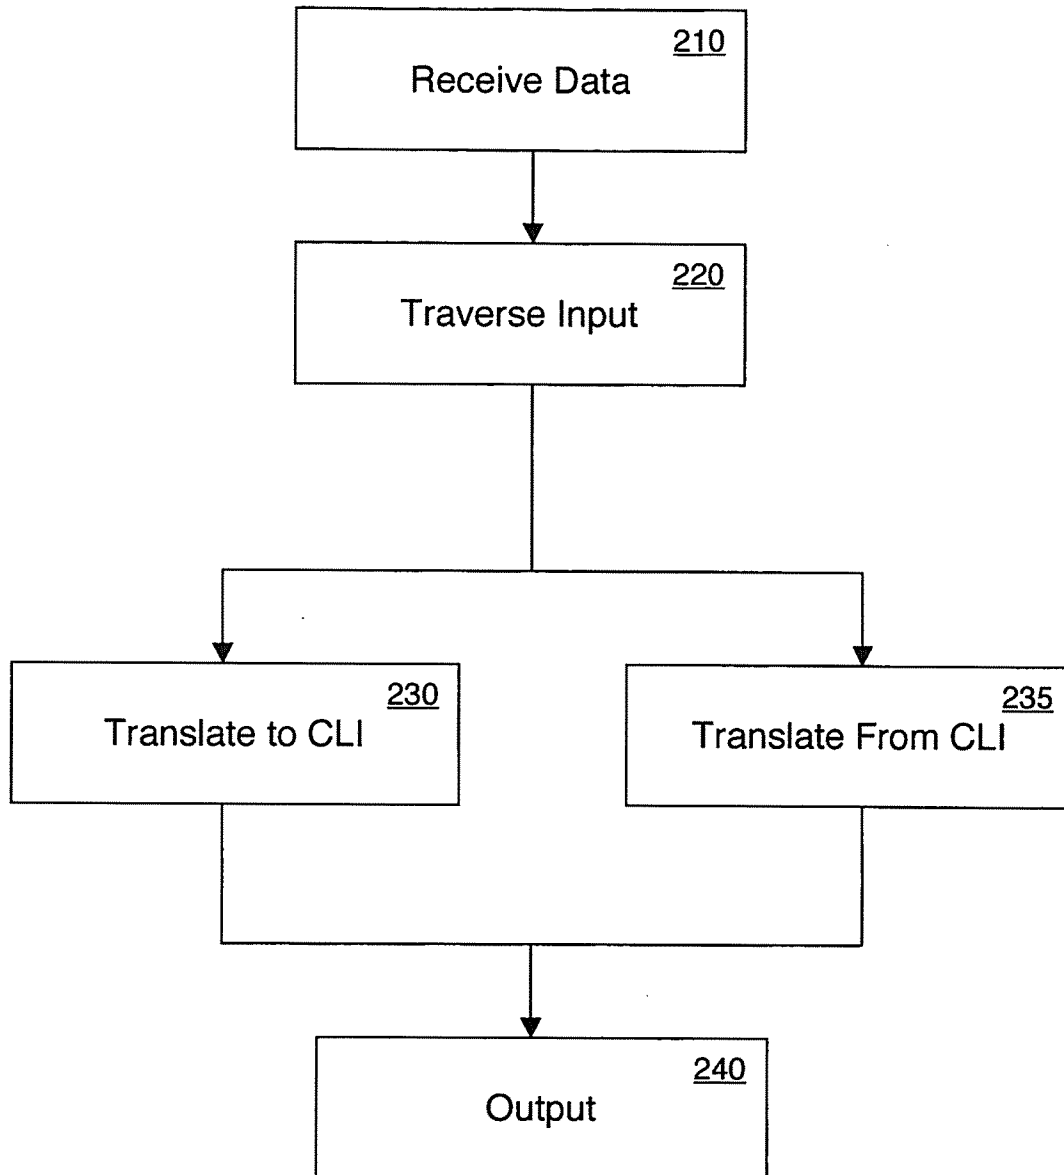 210
Receive Data
220
Traverse Input
230
Translate to CLI
235
Translate From CLI
240
Output